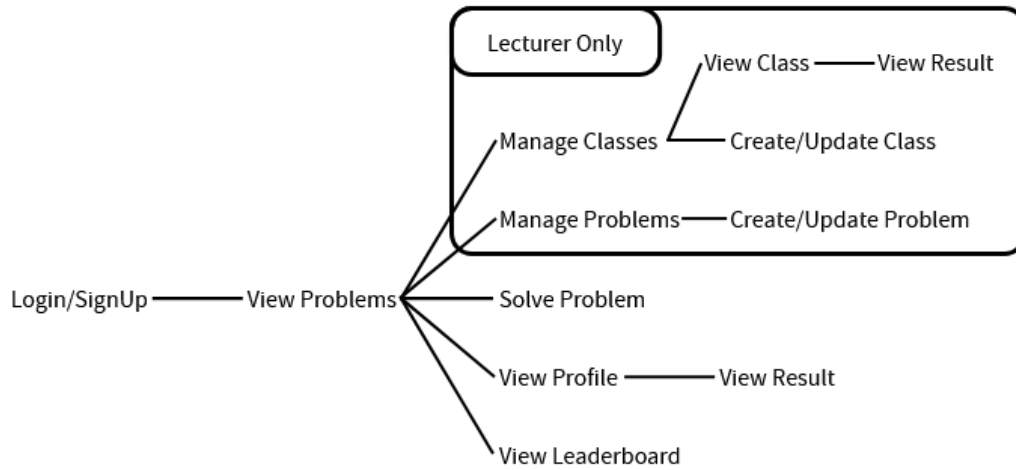 Lecturer Only
View Class
View Result
Manage Classes
Create/Update Class
Manage Problems
Create/Update Problem
Login/SignUp
View Problems
Solve Problem
View Profile
View Result
View Leaderboard